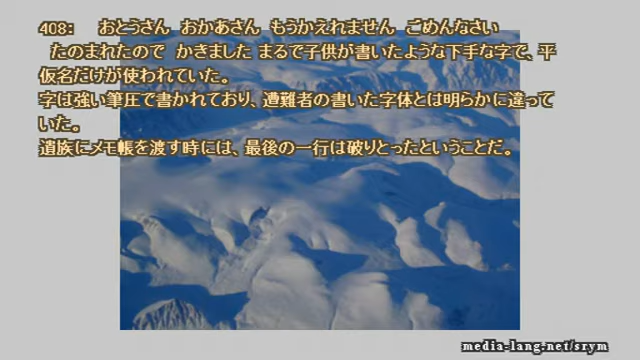 408:　おとうさん　おかあさん　もうかえれません　ごめんなさい
たのまれたので　かきました まるで子供が書いたような下手な字で、平
仮名だけが使われていた。
字は強い筆圧で書かれており、遭難者の書いた字体とは明らかに違って
いた。
遺族にメモ帳を渡す時には、最後の一行は破りとったということだ。
media-lang-net/srym